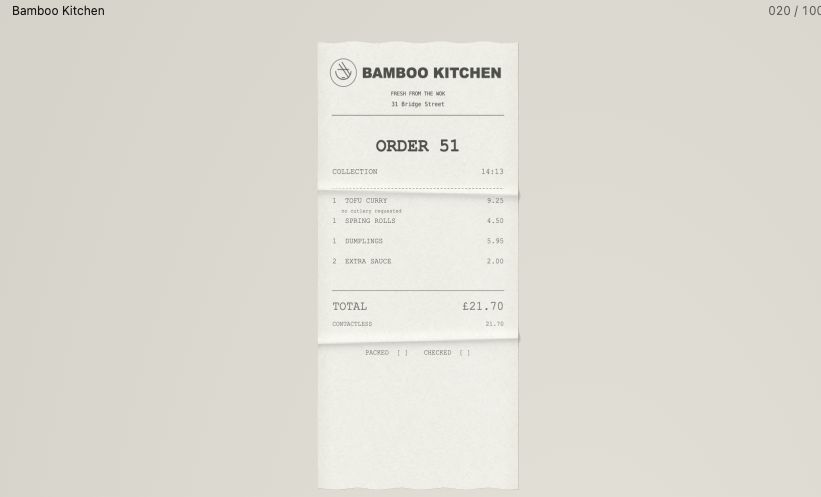 Bamboo Kitchen
020 / 100
BAMBOO KITCHEN
FRESH FROM THE WOK
31 Bridge Street
ORDER 51
COLLECTION 14:13
1 TOFU CURRY 9.25
no cutlery requested
1 SPRING ROLLS 4.50
1 DUMPLINGS 5.95
2 EXTRA SAUCE 2.00
TOTAL £21.70
CONTACTLESS 21.70
PACKED [ ] CHECKED [ ]